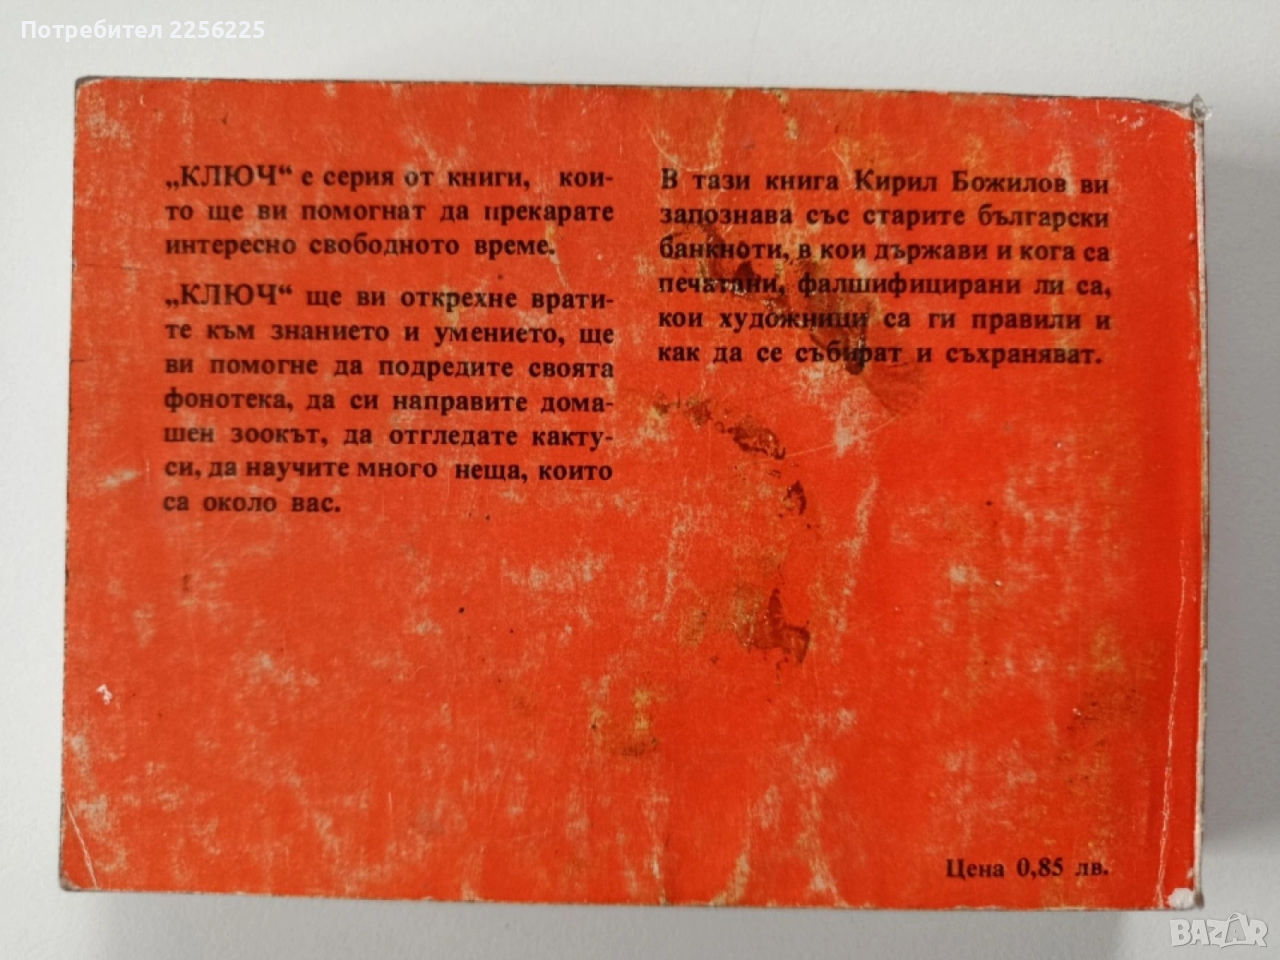 Потребител 2256225
„КЛЮЧ“ е серия от книги, кои-
то ще ви помогнат да прекарате
интересно свободното време.
„КЛЮЧ“ ще ви открехне врати-
те към знанието и умението, ще
ви помогне да подредите своята
фонотека, да си направите дома-
шен зоокът, да отгледате какту-
си, да научите много неща, които
са около вас.
В тази книга Кирил Божилов ви
запознава със старите български
банкноти, в кои държави и кога са
печатани, фалшифицирани ли са,
кои художници са ги правили и
как да се събират и съхраняват.
Цена 0,85 лв.
BAZAR